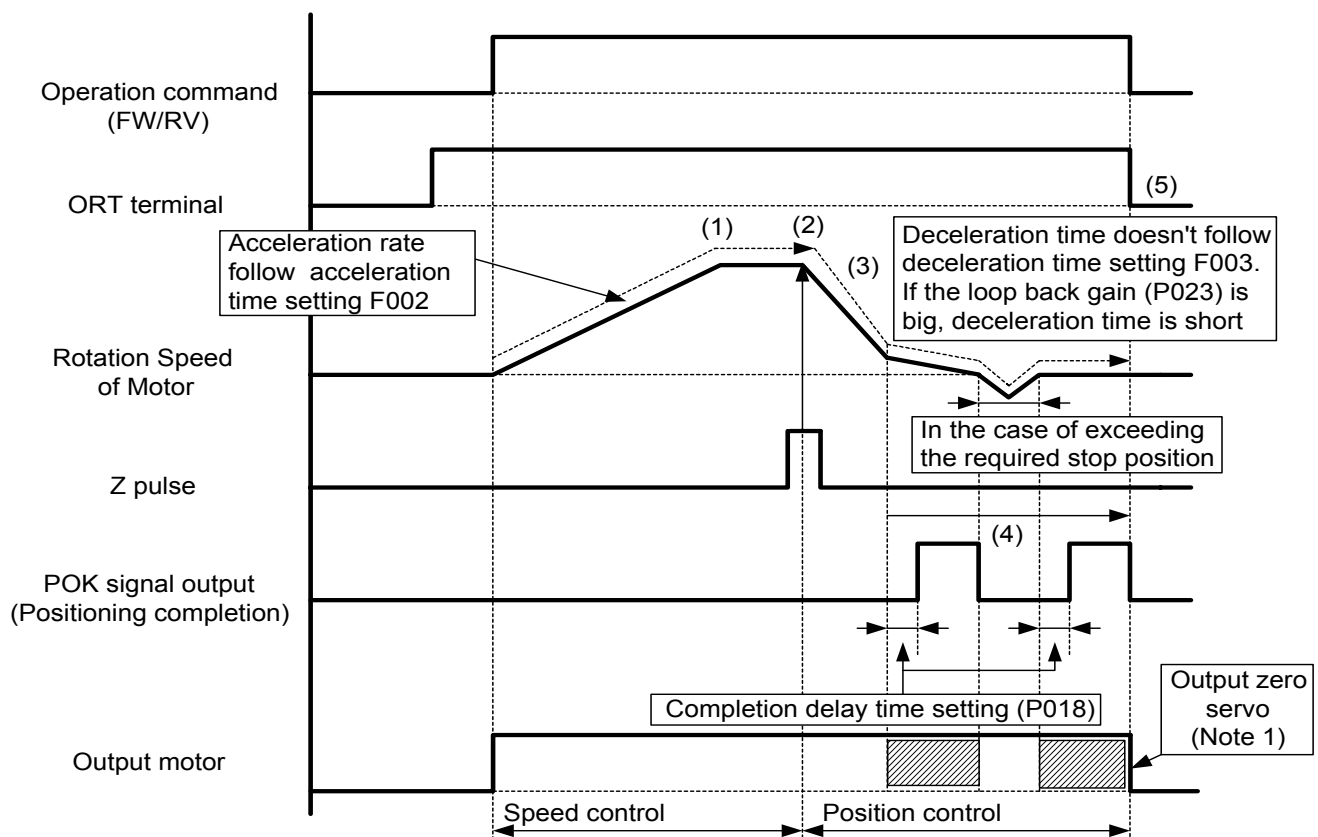 Operation command
(FW/RV)
ORT terminal
(5)
(1)
(2)
Acceleration rate
follow acceleration
time setting F002
(3)
Deceleration time doesn't follow
deceleration time setting F003.
If the loop back gain (P023) is
big, deceleration time is short
Rotation Speed
of Motor
In the case of exceeding
the required stop position
Z pulse
(4)
POK signal output
(Positioning completion)
Completion delay time setting (P018)
Output zero
servo
(Note 1)
Output motor
Speed control
Position control